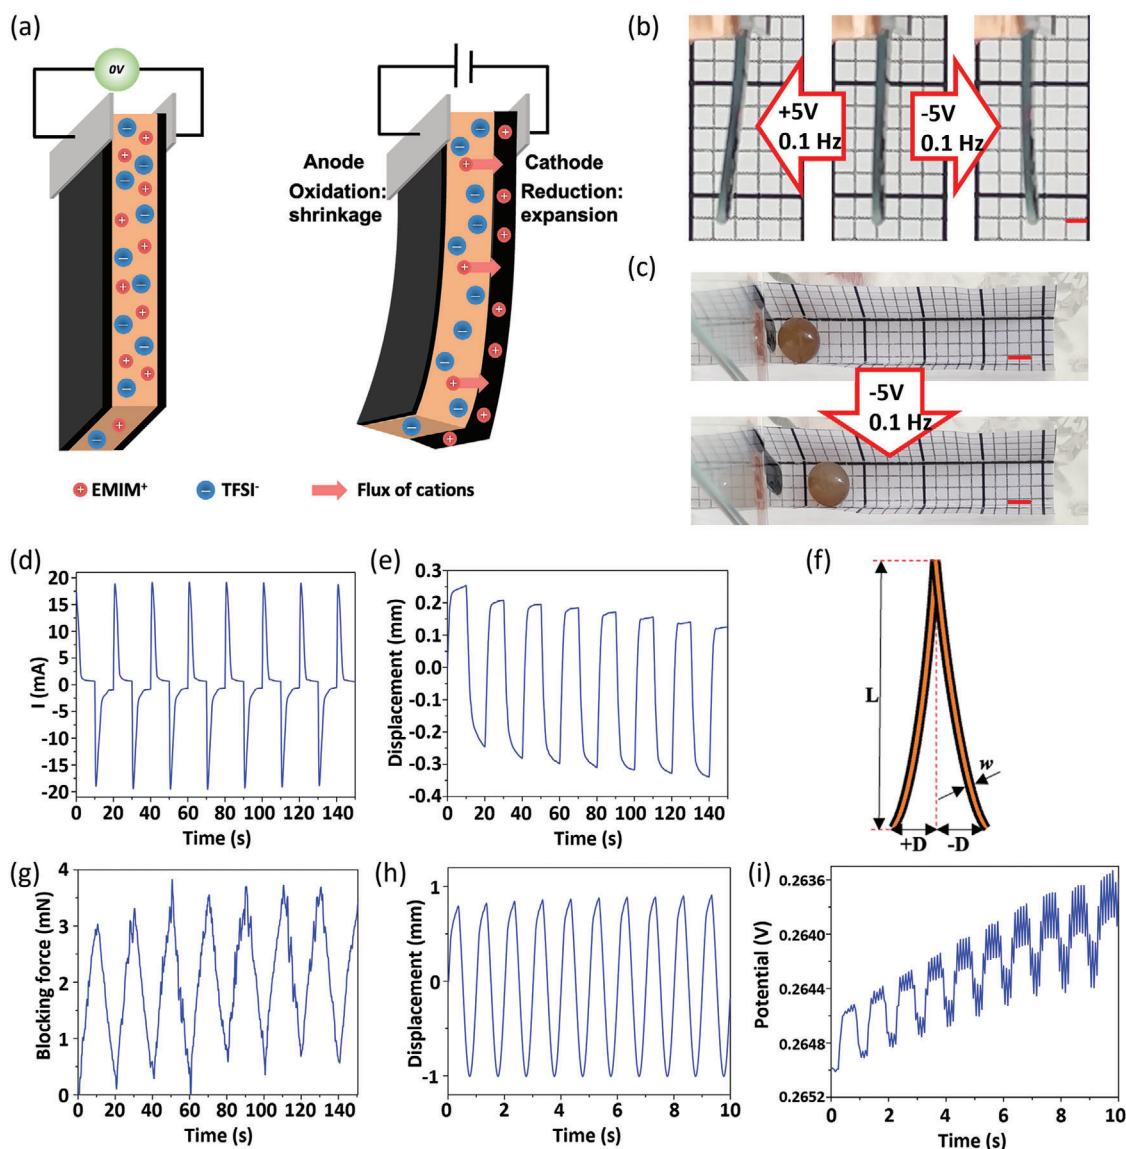 (a)
0V
Anode
Oxidation:
shrinkage
Cathode
Reduction:
expansion
EMIM⁺
TFSI⁻
Flux of cations
(b)
+5V
0.1 Hz
-5V
0.1 Hz
(c)
-5V
0.1 Hz
(d)
20
15
10
5
0
-5
-10
-15
-20
I (mA)
0 20 40 60 80 100 120 140
Time (s)
(e)
0.3
0.2
0.1
0.0
-0.1
-0.2
-0.3
-0.4
Displacement (mm)
0 20 40 60 80 100 120 140
Time (s)
(f)
L
w
+D
-D
(g)
4
3
2
1
0
Blocking force (mN)
0 20 40 60 80 100 120 140
Time (s)
(h)
1
0
-1
Displacement (mm)
0 2 4 6 8 10
Time (s)
(i)
0.2636
0.2640
0.2644
0.2648
0.2652
Potential (V)
0 2 4 6 8 10
Time (s)